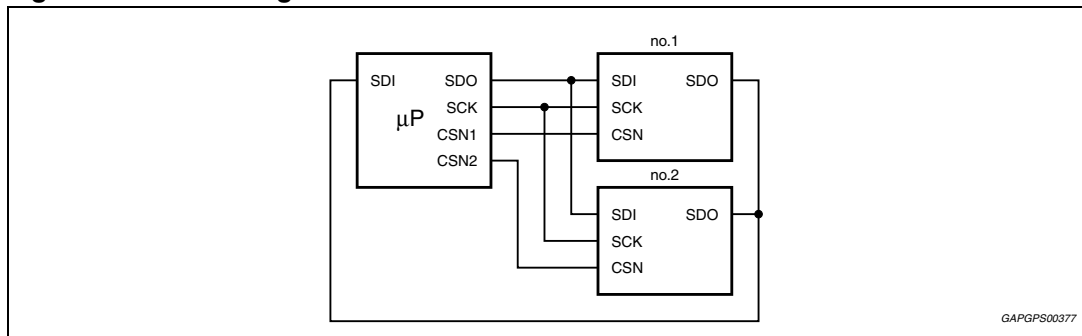 no.1
SDI SDO SDI SDO
SCK SCK
μP
CSN1 CSN
CSN2
no.2
SDI SDO
SCK
CSN
GAPGPS00377